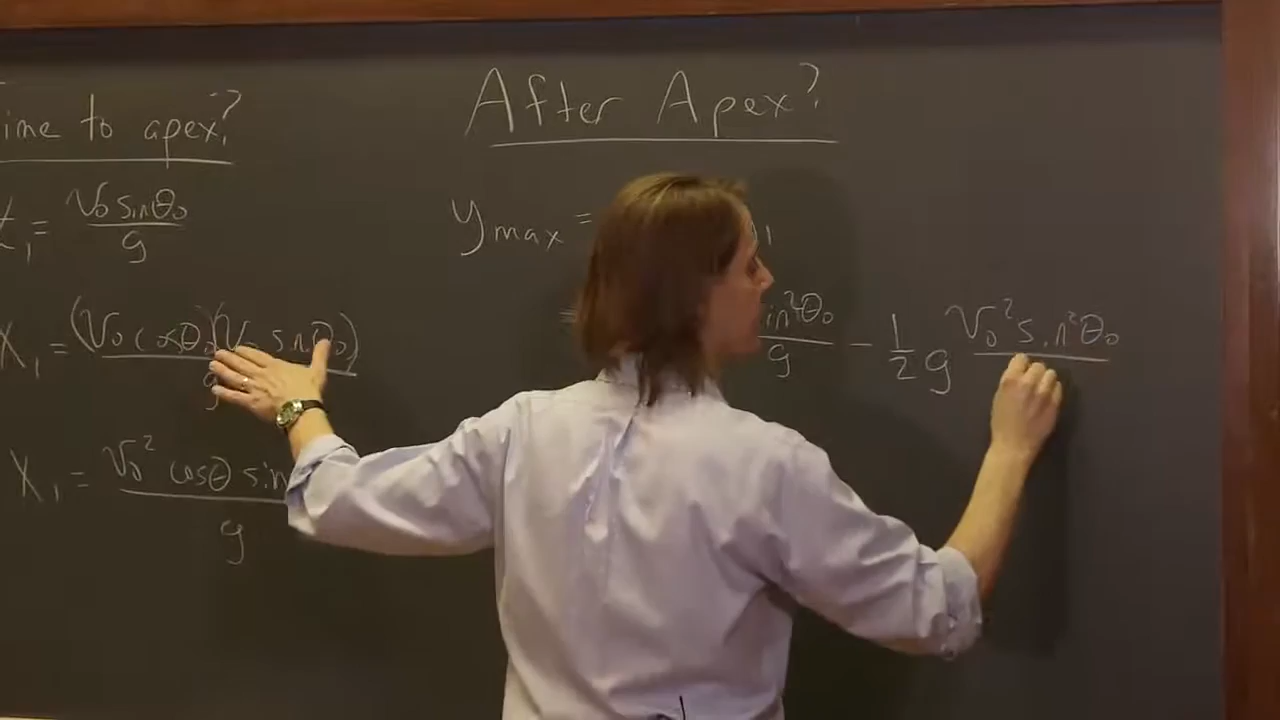 ime to apex?
t₁ = v₀ sinθ₀ / g
x₁ = (v₀ cosθ₀)(v₀ sinθ₀) / g
x₁ = v₀² cosθ sin / g
After Apex?
y max =
in²θ₀ / g - 1/2 g v₀² sin²θ₀